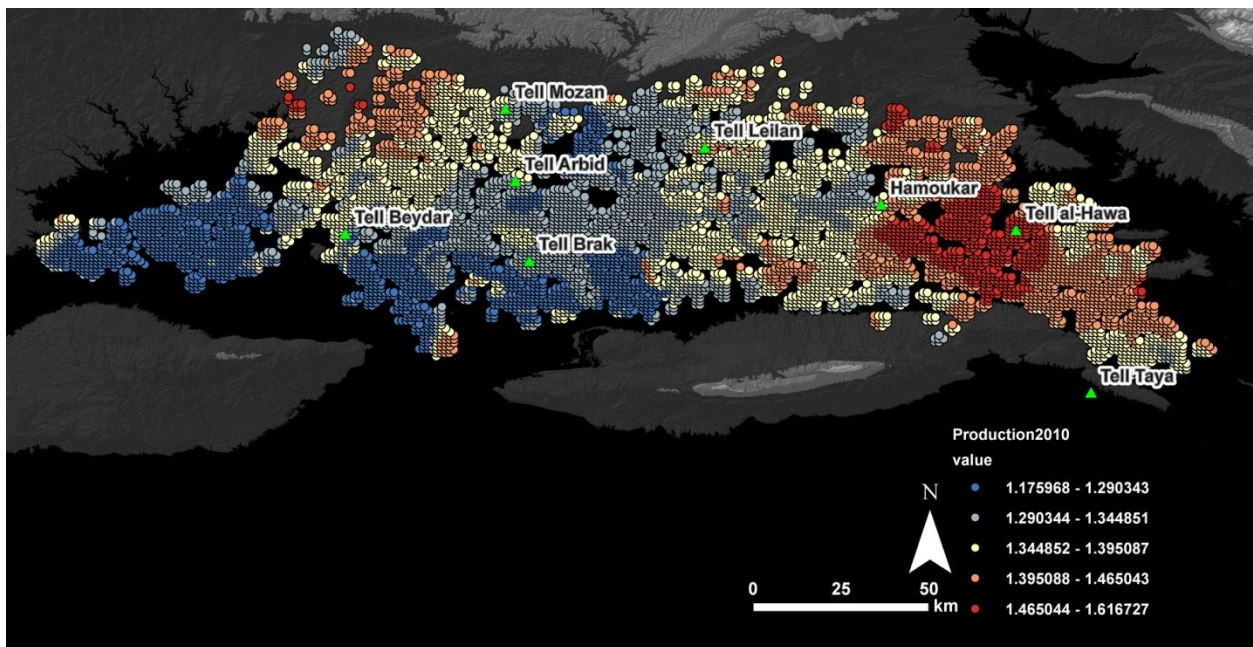 Tell Mozan
Tell Leilan
Tell Arbid
Hamoukar
Tell al-Hawa
Tell Beydar
Tell Brak
Tell Taya
Production2010
value
1.175968 - 1.290343
1.290344 - 1.344851
1.344852 - 1.395087
1.395088 - 1.465043
1.465044 - 1.616727
N
0 25 50
km